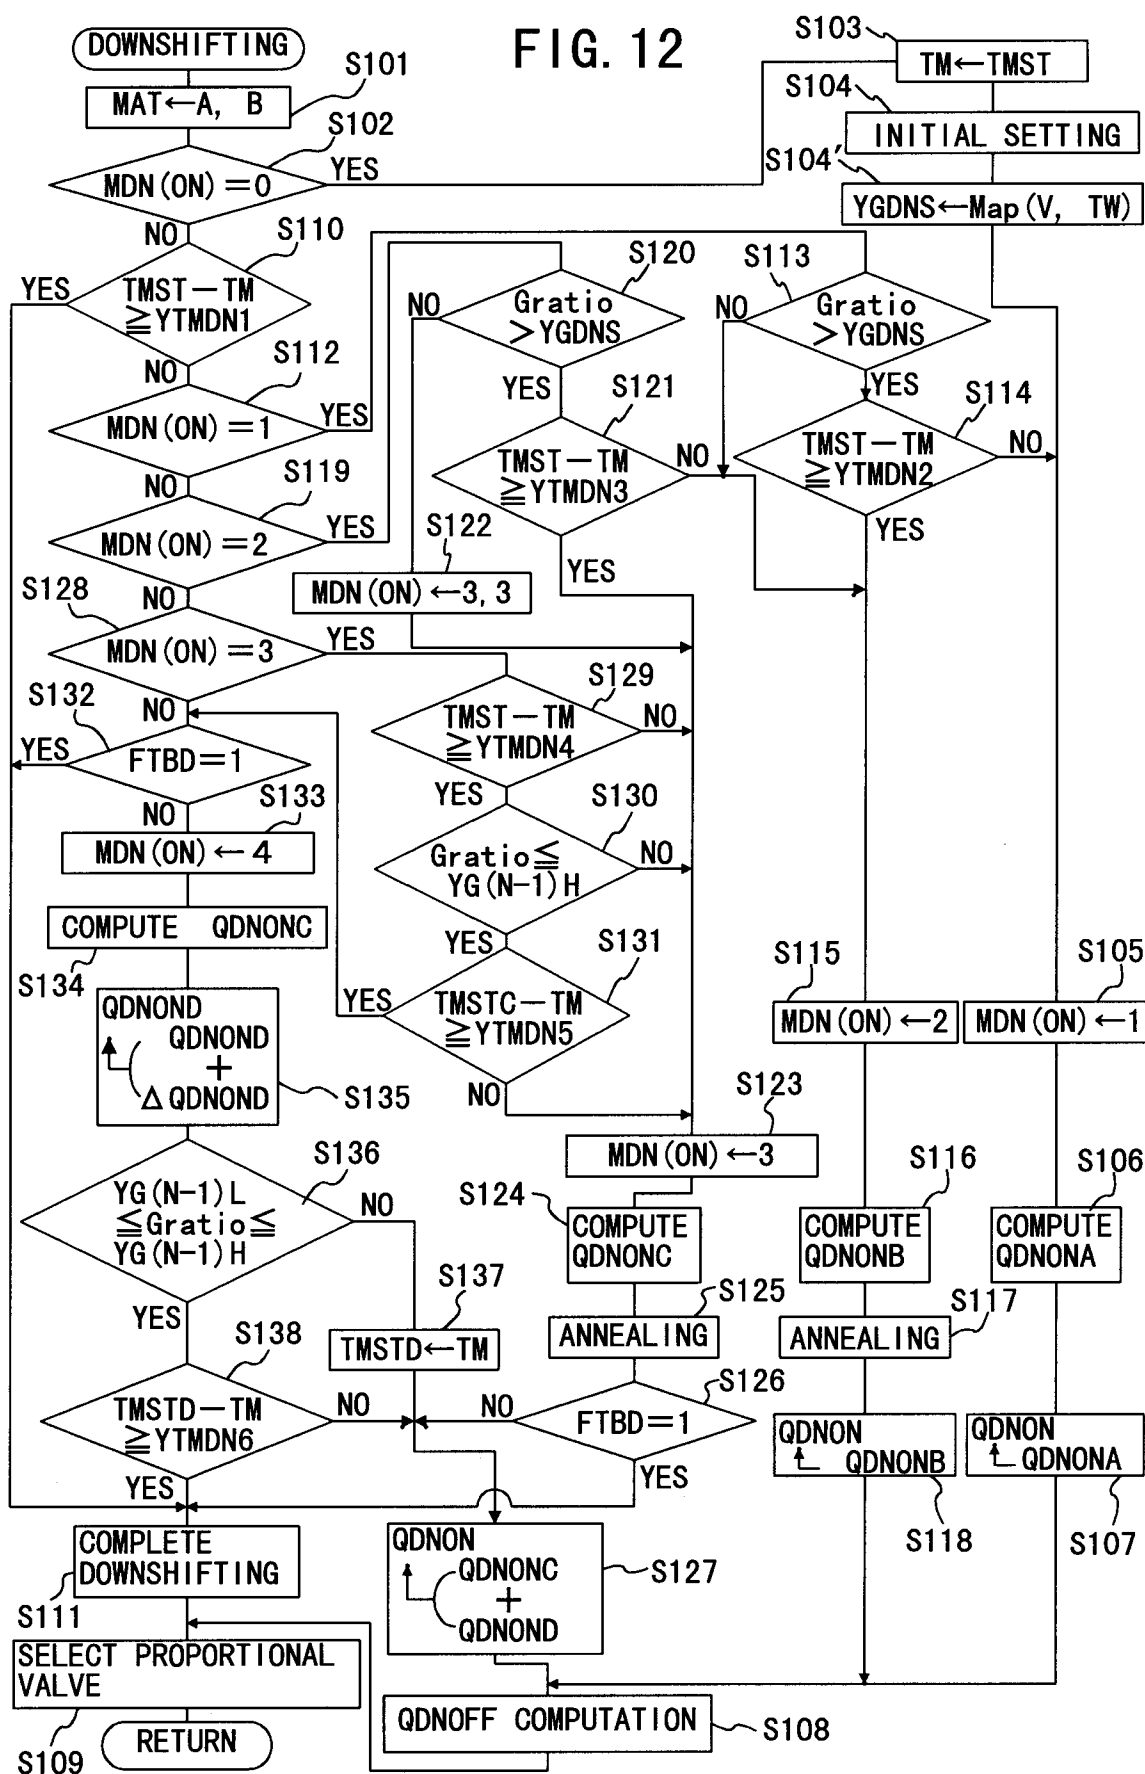 FIG. 12
DOWNSHIFTING
S101
MAT←A, B
S102
MDN(ON)=0
YES
NO
S103
TM←TMST
S104
INITIAL SETTING
S104'
YGDNS←Map(V, TW)
S110
YES
TMST-TM
≧YTMDN1
NO
S112
MDN(ON)=1
YES
NO
S119
MDN(ON)=2
YES
NO
S128
MDN(ON)=3
YES
NO
S132
YES
FTBD=1
NO
S133
MDN(ON)←4
COMPUTE QDNONC
S134
QDNOND
QDNOND
+
Δ QDNOND
S135
S136
YG(N-1)L
≦Gratio≦
YG(N-1)H
NO
YES
S137
TMSTD←TM
S138
TMSTD-TM
≧YTMDN6
NO
YES
COMPLETE
DOWNSHIFTING
S111
SELECT PROPORTIONAL
VALVE
S109
RETURN
S120
NO
Gratio
>YGDNS
YES
S121
TMST-TM
≧YTMDN3
NO
YES
S122
MDN(ON)←3,3
S129
TMST-TM
≧YTMDN4
NO
YES
S130
Gratio≦
YG(N-1)H
NO
YES
S131
YES
TMSTC-TM
≧YTMDN5
NO
S123
MDN(ON)←3
S124
COMPUTE
QDNONC
S125
ANNEALING
S126
NO
FTBD=1
YES
QDNON
QDNONC
+
QDNOND
S127
QDNOFF COMPUTATION
S108
S113
NO
Gratio
>YGDNS
YES
S114
TMST-TM
≧YTMDN2
NO
YES
S115
MDN(ON)←2
S116
COMPUTE
QDNONB
S117
ANNEALING
QDNON
QDNONB
S118
S105
MDN(ON)←1
S106
COMPUTE
QDNONA
QDNON
QDNONA
S107